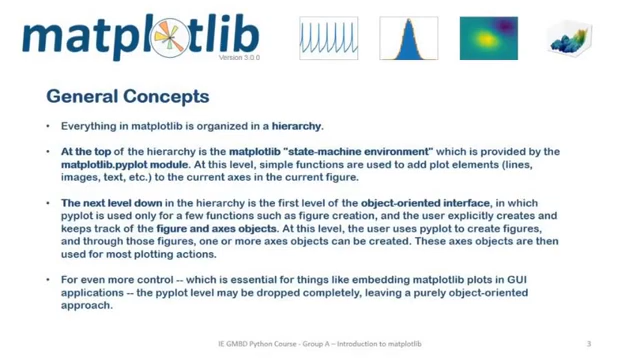 matplotlib
Version 3.0.0
General Concepts
• Everything in matplotlib is organized in a hierarchy.
• At the top of the hierarchy is the matplotlib "state-machine environment" which is provided by the
matplotlib.pyplot module. At this level, simple functions are used to add plot elements (lines,
images, text, etc.) to the current axes in the current figure.
• The next level down in the hierarchy is the first level of the object-oriented interface, in which
pyplot is used only for a few functions such as figure creation, and the user explicitly creates and
keeps track of the figure and axes objects. At this level, the user uses pyplot to create figures,
and through those figures, one or more axes objects can be created. These axes objects are then
used for most plotting actions.
• For even more control -- which is essential for things like embedding matplotlib plots in GUI
applications -- the pyplot level may be dropped completely, leaving a purely object-oriented
approach.
IE GMBD Python Course - Group A – Introduction to matplotlib
3